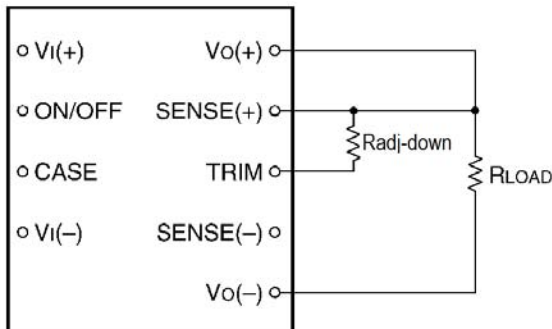 VI(+) VO(+)
ON/OFF SENSE(+)
Radj-down
CASE TRIM
RLOAD
VI(–) SENSE(–)
VO(–)